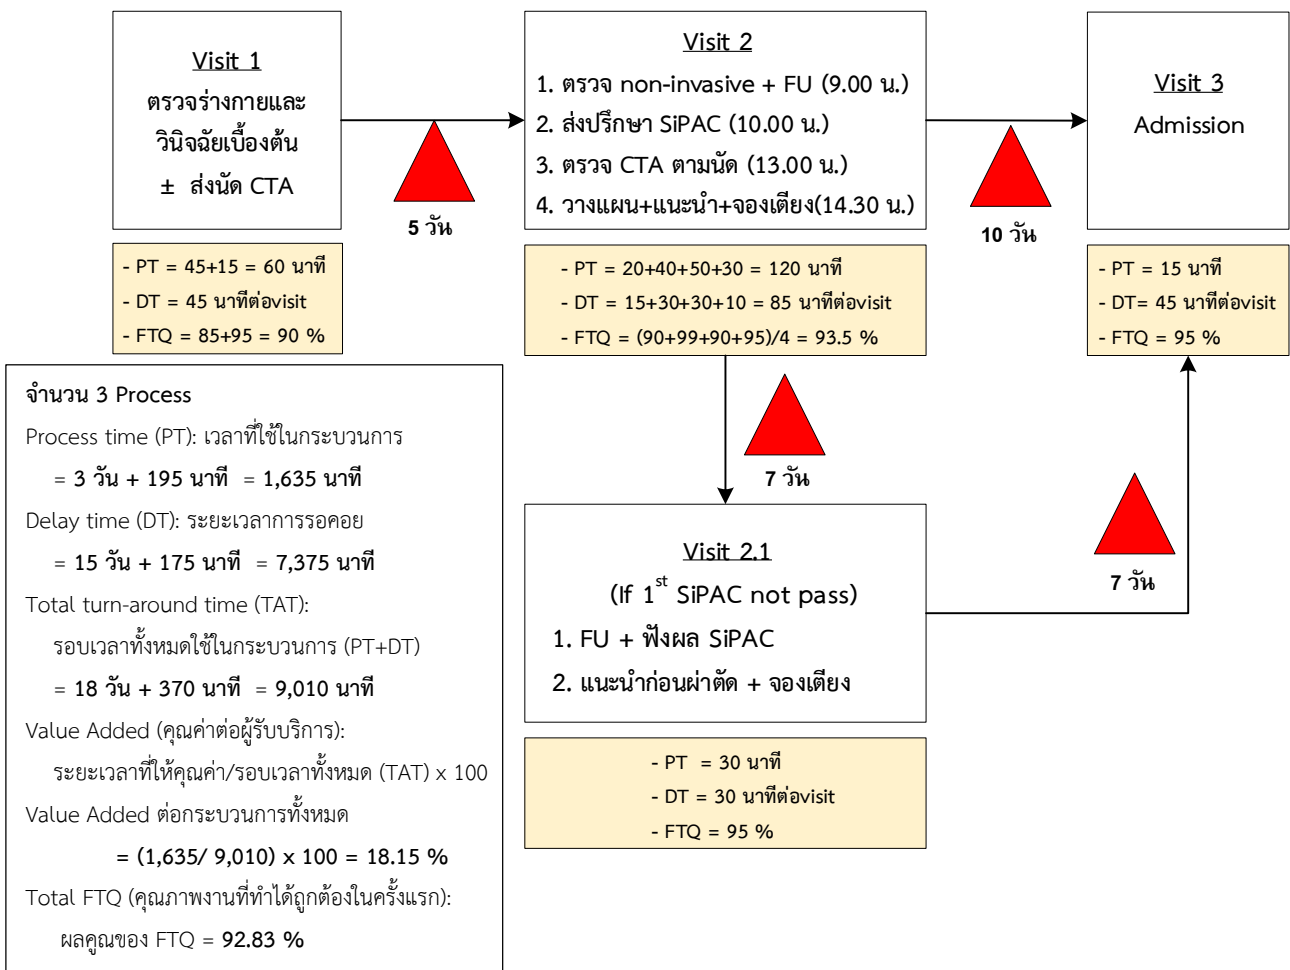 Visit 1
ตรวจร่างกายและ
วินิจฉัยเบื้องต้น
± ส่งนัด CTA
5 วัน
Visit 2
1. ตรวจ non-invasive + FU (9.00 น.)
2. ส่งปรึกษา SiPAC (10.00 น.)
3. ตรวจ CTA ตามนัด (13.00 น.)
4. วางแผน+แนะนำ+จองเตียง(14.30 น.)
10 วัน
Visit 3
Admission
- PT = 45+15 = 60 นาที
- DT = 45 นาทีต่อvisit
- FTQ = 85+95 = 90 %
- PT = 20+40+50+30 = 120 นาที
- DT = 15+30+30+10 = 85 นาทีต่อvisit
- FTQ = (90+99+90+95)/4 = 93.5 %
- PT = 15 นาที
- DT= 45 นาทีต่อvisit
- FTQ = 95 %
จำนวน 3 Process
Process time (PT): เวลาที่ใช้ในกระบวนการ
= 3 วัน + 195 นาที = 1,635 นาที
Delay time (DT): ระยะเวลาการรอคอย
= 15 วัน + 175 นาที = 7,375 นาที
Total turn-around time (TAT):
รอบเวลาทั้งหมดใช้ในกระบวนการ (PT+DT)
= 18 วัน + 370 นาที = 9,010 นาที
Value Added (คุณค่าต่อผู้รับบริการ):
ระยะเวลาที่ให้คุณค่า/รอบเวลาทั้งหมด (TAT) x 100
Value Added ต่อกระบวนการทั้งหมด
= (1,635/ 9,010) x 100 = 18.15 %
Total FTQ (คุณภาพงานที่ทำได้ถูกต้องในครั้งแรก):
ผลคูณของ FTQ = 92.83 %
7 วัน
Visit 2.1
(If 1st SiPAC not pass)
1. FU + ฟังผล SiPAC
2. แนะนำก่อนผ่าตัด + จองเตียง
7 วัน
- PT = 30 นาที
- DT = 30 นาทีต่อvisit
- FTQ = 95 %